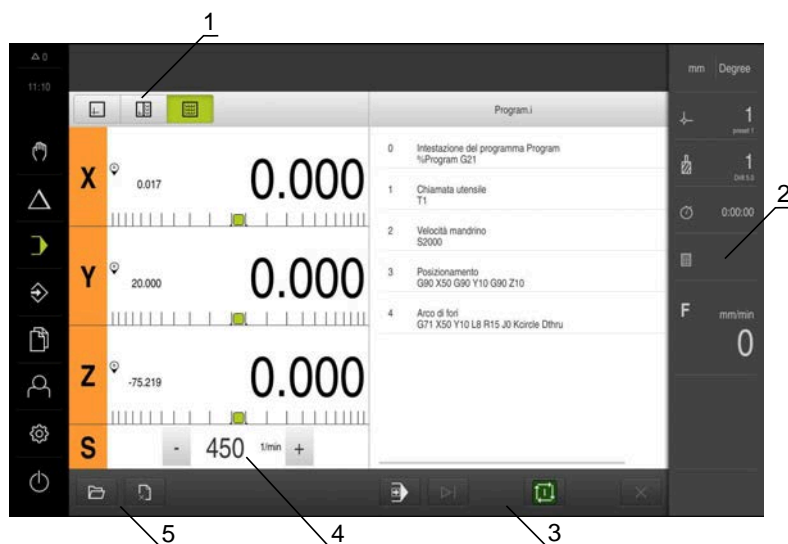 1
0
11:10
mm Degree
Program.i
X 0.017 0.000
Y 20.000 0.000
Z -75.219 0.000
S - 450 1/min +
0 Intestazione del programma Program
%Program G21
1 Chiamata utensile
T1
2 Velocità mandrino
S2000
3 Posizionamento
G90 X50 G90 Y10 G90 Z10
4 Arco di fori
G71 X50 Y10 L8 R15 J0 Kcircle Dthru
1
preset 1
1
Drill 5.0
0:00:00
2
F mm/min
0
5
4
3